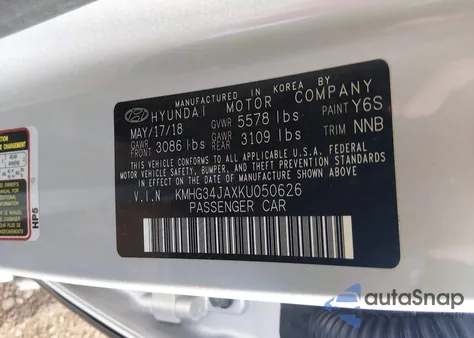 MANUFACTURED IN KOREA BY
HYUNDAI MOTOR COMPANY
MAY/17/18 GVWR 5578 lbs PAINT Y6S
GAWR FRONT 3086 lbs GAWR REAR 3109 lbs TRIM NNB
THIS VEHICLE CONFORMS TO ALL APPLICABLE U.S.A. FEDERAL
MOTOR VEHICLE SAFETY, BUMPER, AND THEFT PREVENTION
STANDARDS IN EFFECT ON THE DATE OF MANUFACTURE SHOWN ABOVE.
V.I.N KMHG34JAXKU050626
PASSENGER CAR
HP5
autoSnap